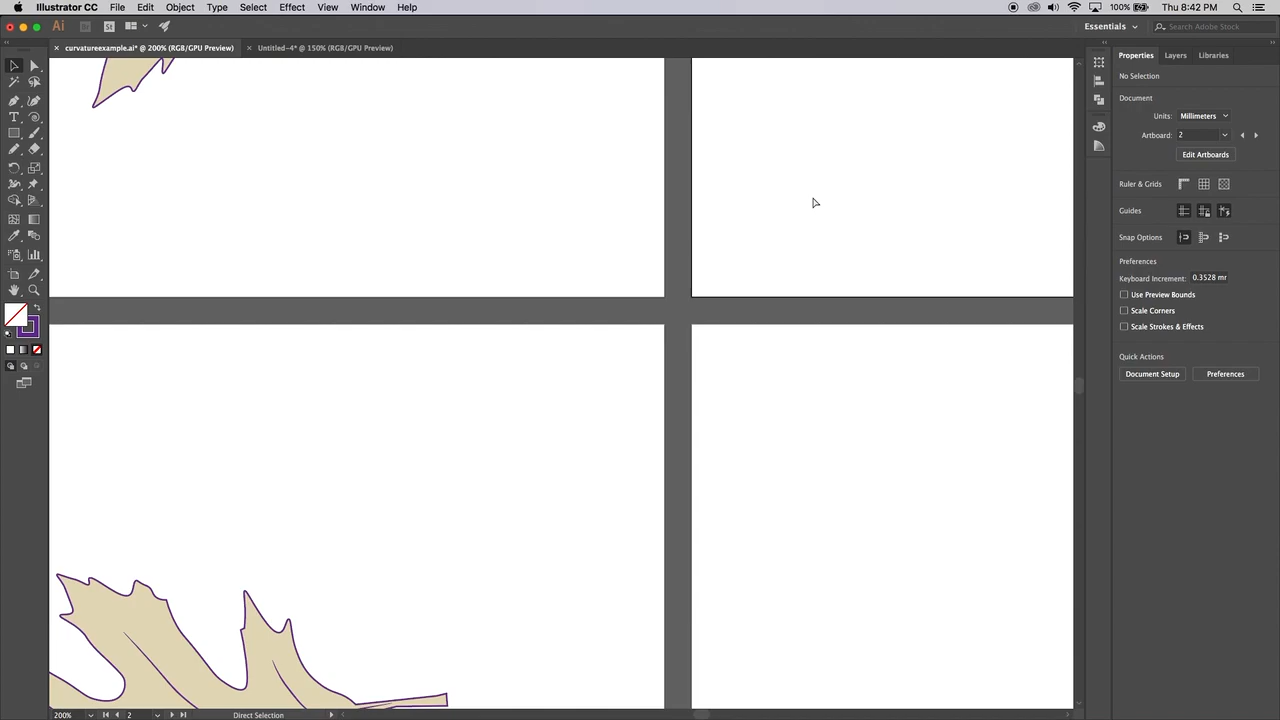 Illustrator CC File Edit Object Type Select Effect View Window Help 100% Thu 8:42 PM
Ai Br St Essentials Search Adobe Stock
× curvatureexample.ai* @ 200% (RGB/GPU Preview) × Untitled-4* @ 150% (RGB/GPU Preview)
Properties Layers Libraries
No Selection
Document
Units: Millimeters
Artboard: 2
Edit Artboards
Ruler & Grids
Guides
Snap Options
Preferences
Keyboard Increment: 0.3528 mr
Use Preview Bounds
Scale Corners
Scale Strokes & Effects
Quick Actions
Document Setup Preferences
200% 2 Direct Selection